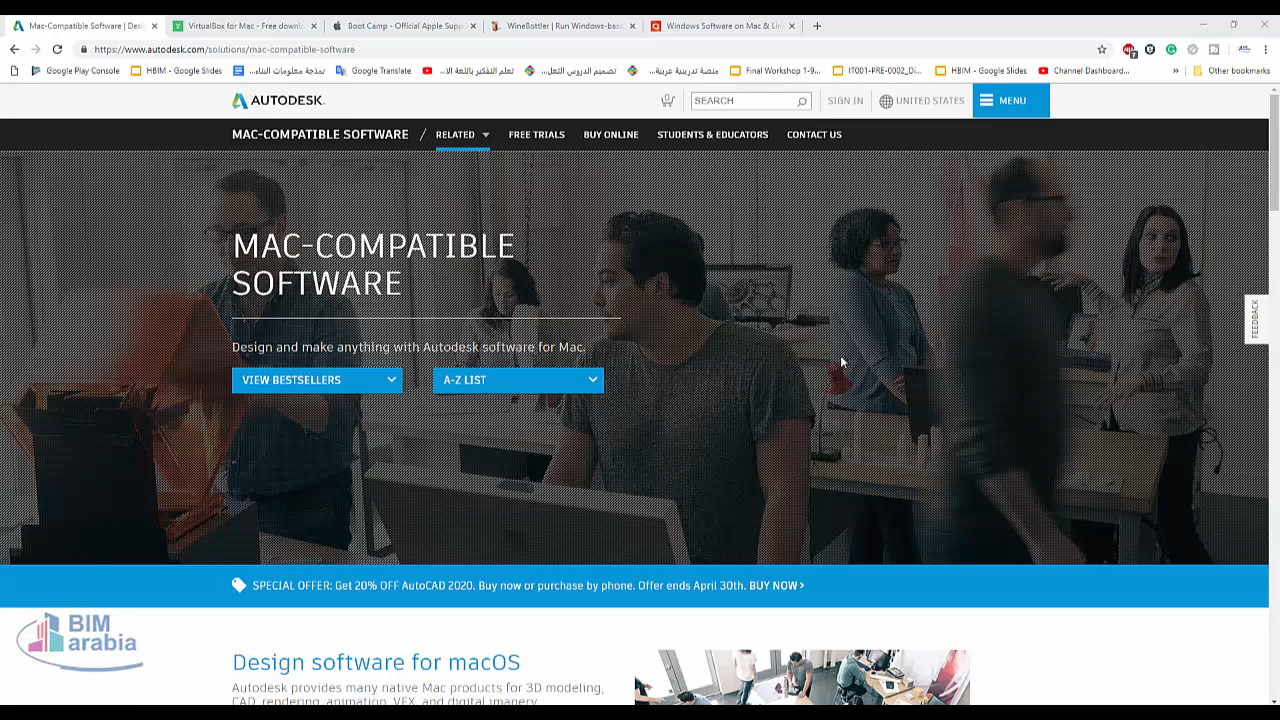 Mac-Compatible Software | Desi
VirtualBox for Mac - Free downl
Boot Camp - Official Apple Supp
WineBottler | Run Windows-base
Windows Software on Mac & Lin
https://www.autodesk.com/solutions/mac-compatible-software
Google Play Console
HBIM - Google Slides
نمذجة معلومات البناء...
Google Translate
تعلم التفكير باللغة الا...
تصميم الدروس التعل...
منصة تدريبية عربية...
Final Workshop 1-9...
IT001-PRE-0002_Di...
HBIM - Google Slides
Channel Dashboard...
Other bookmarks
AUTODESK.
SEARCH
SIGN IN
UNITED STATES
MENU
MAC-COMPATIBLE SOFTWARE / RELATED
FREE TRIALS
BUY ONLINE
STUDENTS & EDUCATORS
CONTACT US
MAC-COMPATIBLE
SOFTWARE
Design and make anything with Autodesk software for Mac.
VIEW BESTSELLERS
A-Z LIST
FEEDBACK
SPECIAL OFFER: Get 20% OFF AutoCAD 2020. Buy now or purchase by phone. Offer ends April 30th. BUY NOW >
BIM
arabia
Design software for macOS
Autodesk provides many native Mac products for 3D modeling,
CAD, rendering, animation, VFX, and digital imagery